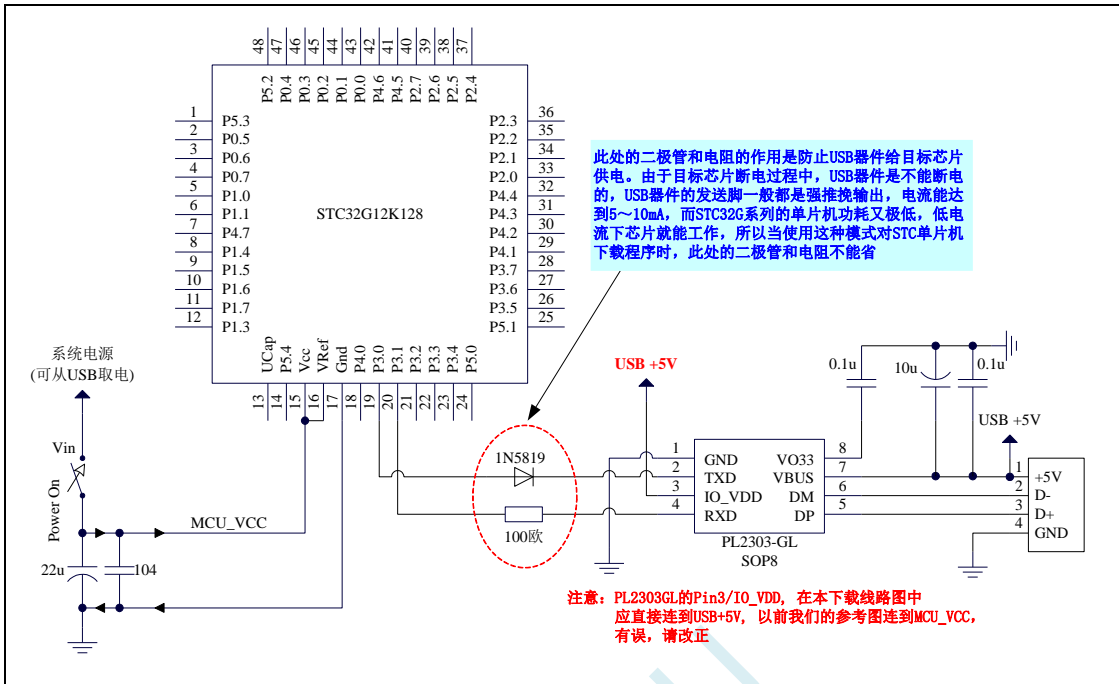 48 47 46 45 44 43 42 41 40 39 38 37
P5.2 P0.4 P0.3 P0.2 P0.1 P0.0 P4.6 P4.5 P2.7 P2.6 P2.5 P2.4
1 P5.3
2 P0.5
3 P0.6
4 P0.7
5 P1.0
6 P1.1
7 P4.7
8 P1.4
9 P1.5
10 P1.6
11 P1.7
12 P1.3
STC32G12K128
P2.3 36
P2.2 35
P2.1 34
P2.0 33
P4.4 32
P4.3 31
P4.2 30
P4.1 29
P3.7 28
P3.6 27
P3.5 26
P5.1 25
UCap P5.4 Vcc VRef Gnd P4.0 P3.0 P3.1 P3.2 P3.3 P3.4 P5.0
13 14 15 16 17 18 19 20 21 22 23 24
此处的二极管和电阻的作用是防止USB器件给目标芯片
供电。由于目标芯片断电过程中，USB器件是不能断电
的，USB器件的发送脚一般都是强推挽输出，电流能达
到5～10mA，而STC32G系列的单片机功耗又极低，低电
流下芯片就能工作，所以当使用这种模式对STC单片机
下载程序时，此处的二极管和电阻不能省
系统电源
(可从USB取电)
Vin
Power On
MCU_VCC
22u
104
1N5819
100欧
USB +5V
1 GND
2 TXD
3 IO_VDD
4 RXD
VO33 8
VBUS 7
DM 6
DP 5
PL2303-GL
SOP8
0.1u
10u
0.1u
USB +5V
1 +5V
2 D-
3 D+
4 GND
注意：PL2303GL的Pin3/IO_VDD，在本下载线路图中
应直接连到USB+5V，以前我们的参考图连到MCU_VCC，
有误，请改正